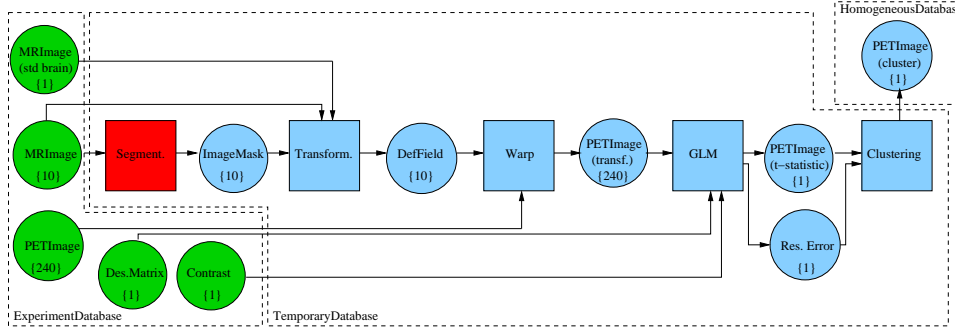 HomogeneousDatabase
MRImage
(std brain)
{1}
PETImage
(cluster)
{1}
MRImage
{10}
Segment.
ImageMask
{10}
Transform.
DefField
{10}
Warp
PETImage
(transf.)
{240}
GLM
PETImage
(t-statistic)
{1}
Clustering
PETImage
{240}
Des.Matrix
{1}
Contrast
{1}
Res. Error
{1}
ExperimentDatabase
TemporaryDatabase